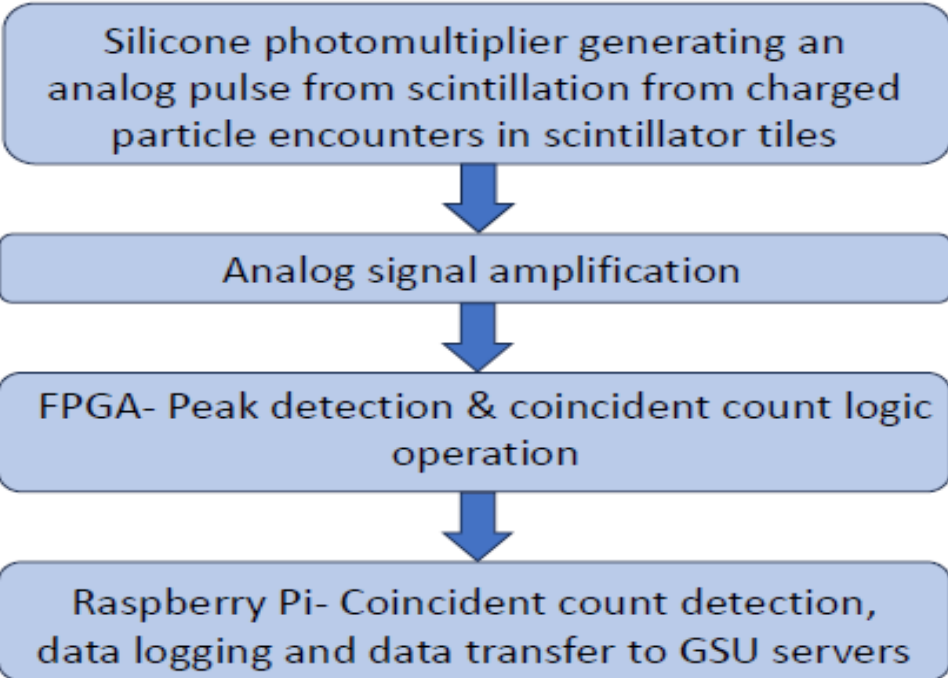 Silicone photomultiplier generating an
analog pulse from scintillation from charged
particle encounters in scintillator tiles
Analog signal amplification
FPGA- Peak detection & coincident count logic
operation
Raspberry Pi- Coincident count detection,
data logging and data transfer to GSU servers